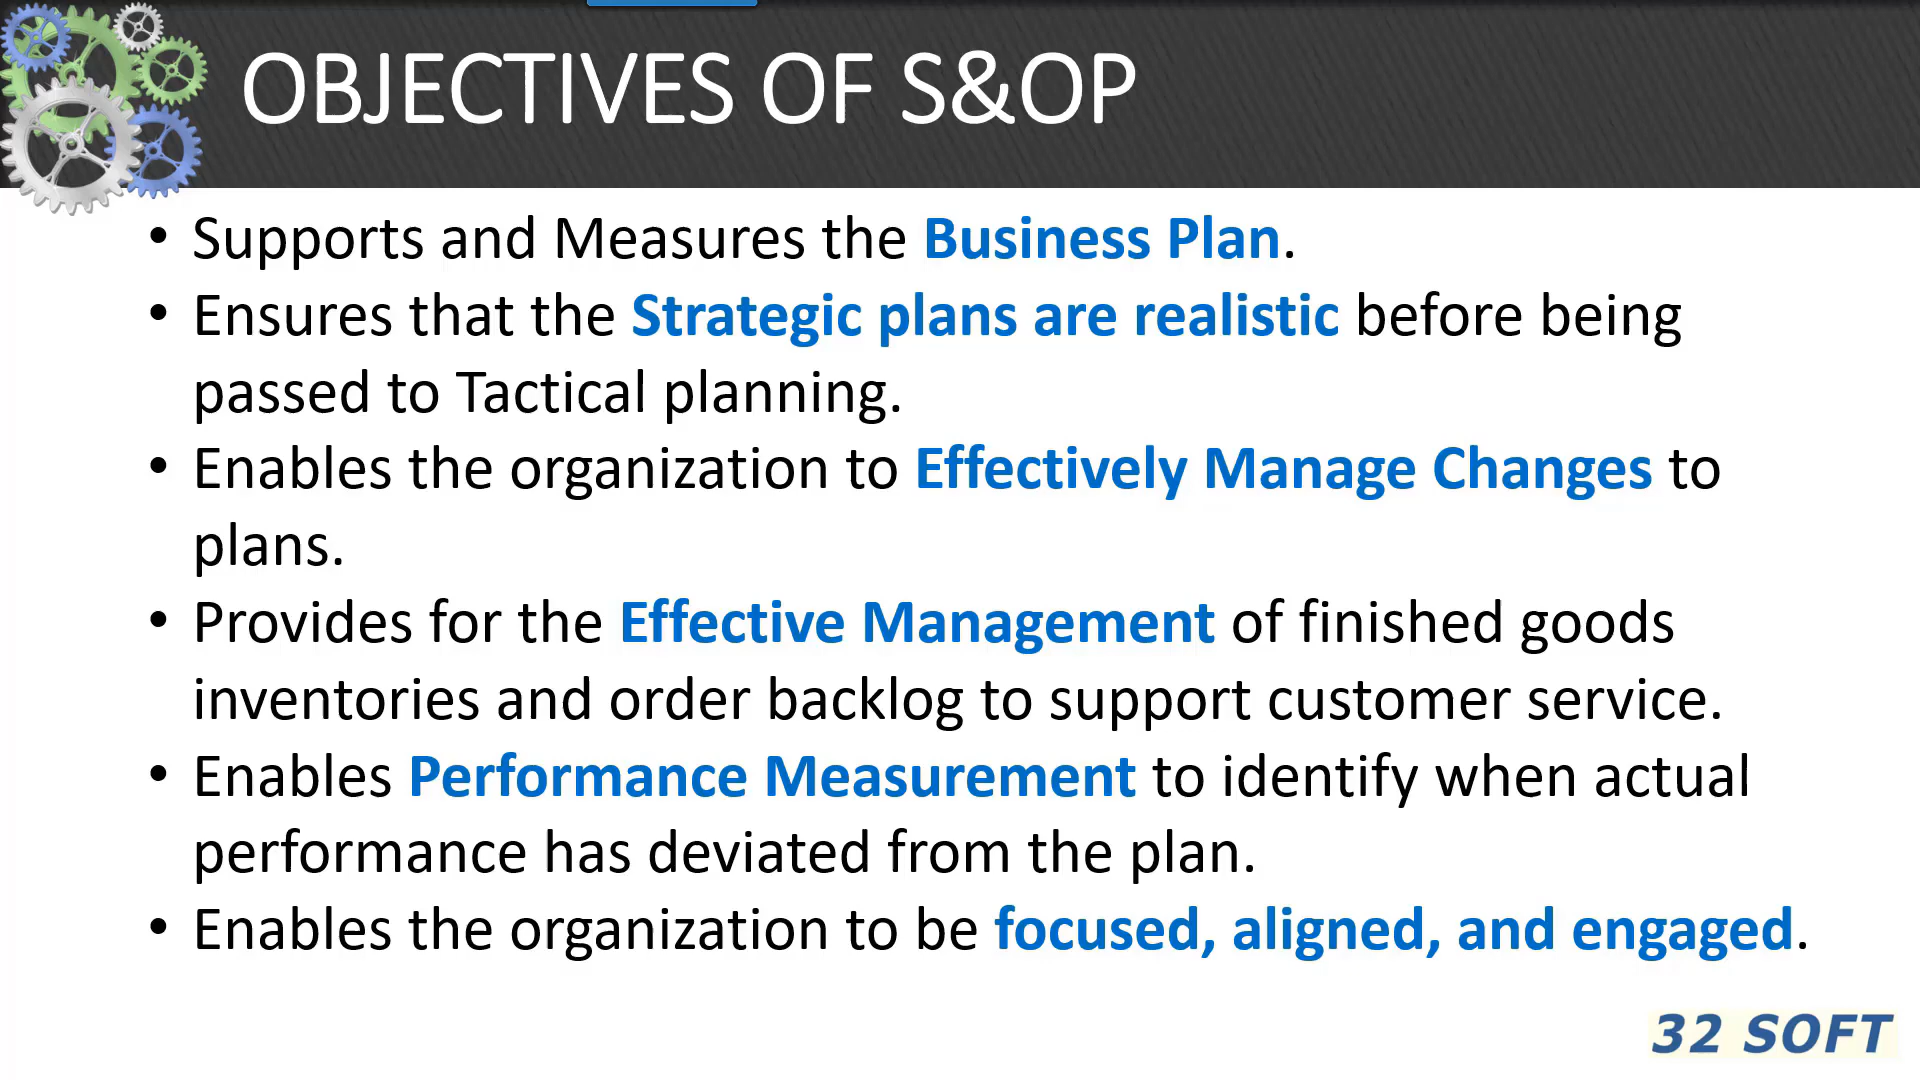 OBJECTIVES OF S&OP
• Supports and Measures the Business Plan.
• Ensures that the Strategic plans are realistic before being
passed to Tactical planning.
• Enables the organization to Effectively Manage Changes to
plans.
• Provides for the Effective Management of finished goods
inventories and order backlog to support customer service.
• Enables Performance Measurement to identify when actual
performance has deviated from the plan.
• Enables the organization to be focused, aligned, and engaged.
32 SOFT